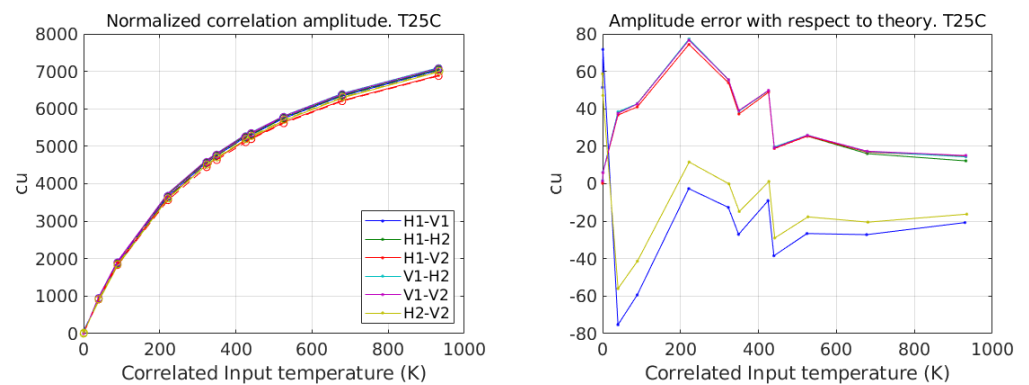 Normalized correlation amplitude. T25C
8000
7000
6000
5000
4000
3000
2000
1000
0
cu
0 200 400 600 800 1000
Correlated Input temperature (K)
H1-V1
H1-H2
H1-V2
V1-H2
V1-V2
H2-V2
Amplitude error with respect to theory. T25C
80
60
40
20
0
-20
-40
-60
-80
cu
0 200 400 600 800 1000
Correlated Input temperature (K)